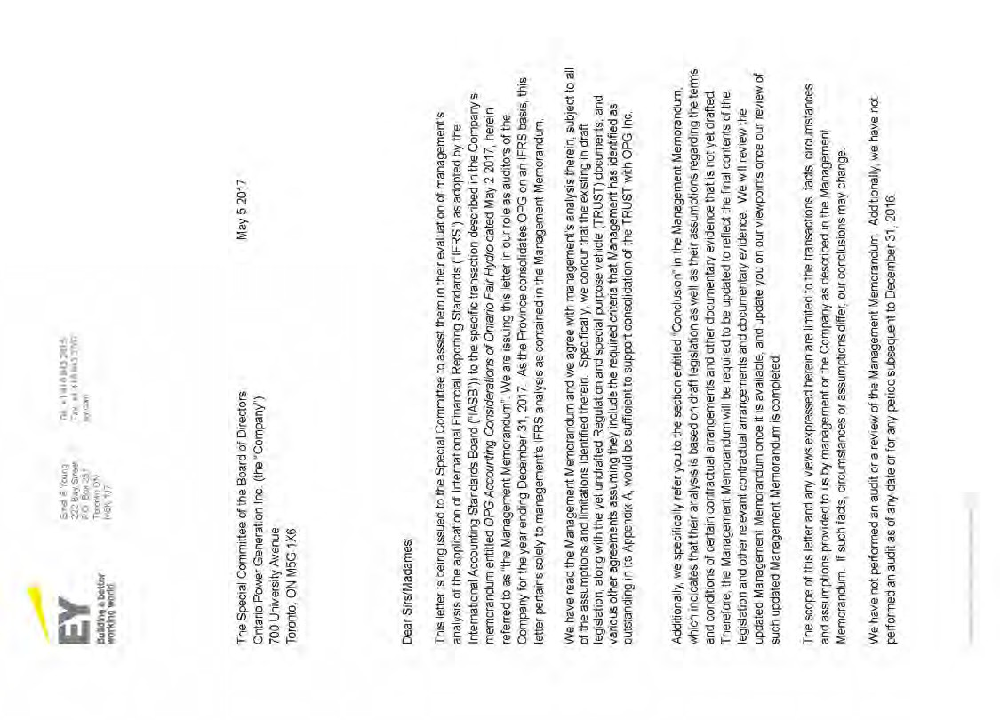 EY
Building a better
working world
Ernst & Young
222 Bay Street
P.O. Box 251
Toronto ON
M5K 1J7
Tel: +1 416
Fax: +1 416
ey.com
The Special Committee of the Board of Directors
May 5 2017
Ontario Power Generation Inc. (the “Company”)
700 University Avenue
Toronto, ON M5G 1X6
Dear Sirs/Madames:
This letter is being issued to the Special Committee to assist them in their evaluation of management’s
analysis of the application of International Financial Reporting Standards (“IFRS”) as adopted by the
International Accounting Standards Board (“IASB”)) to the specific transaction described in the Company’s
memorandum entitled OPG Accounting Considerations of Ontario Fair Hydro dated May 2 2017, herein
referred to as “the Management Memorandum”. We are issuing this letter in our role as auditors of the
Company for the year ending December 31, 2017. As the Province consolidates OPG on an IFRS basis, this
letter pertains solely to management’s IFRS analysis as contained in the Management Memorandum.
We have read the Management Memorandum and we agree with management’s analysis therein, subject to all
of the assumptions and limitations identified therein. Specifically, we concur that the existing in draft
legislation, along with the yet undrafted Regulation and special purpose vehicle (TRUST) documents, and
various other agreements assuming they include the required criteria that Management has identified as
outstanding in its Appendix A, would be sufficient to support consolidation of the TRUST with OPG Inc.
Additionally, we specifically refer you to the section entitled “Conclusion” in the Management Memorandum,
which indicates that their analysis is based on draft legislation as well as their assumptions regarding the terms
and conditions of certain contractual arrangements and other documentary evidence that is not yet drafted.
Therefore, the Management Memorandum will be required to be updated to reflect the final contents of the
legislation and other relevant contractual arrangements and documentary evidence. We will review the
updated Management Memorandum once it is available, and update you on our viewpoints once our review of
such updated Management Memorandum is completed.
The scope of this letter and any views expressed herein are limited to the transactions, facts, circumstances
and assumptions provided to us by management or the Company as described in the Management
Memorandum. If such facts, circumstances or assumptions differ, our conclusions may change.
We have not performed an audit or a review of the Management Memorandum. Additionally, we have not
performed an audit as of any date or for any period subsequent to December 31, 2016.